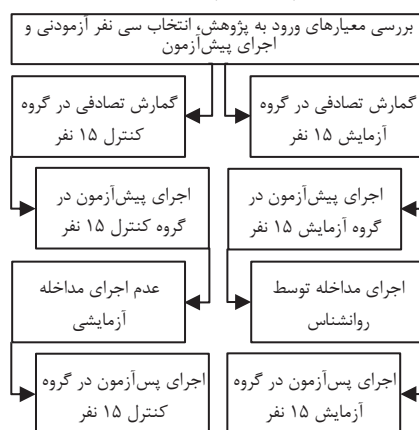 بررسی معیارهای ورود به پژوهش، انتخاب سی نفر آزمودنی و
اجرای پیش‌آزمون
گمارش تصادفی در گروه
آزمایش ۱۵ نفر
گمارش تصادفی در گروه
کنترل ۱۵ نفر
اجرای پیش‌آزمون در
گروه آزمایش ۱۵ نفر
اجرای پیش‌آزمون در
گروه کنترل ۱۵ نفر
اجرای مداخله توسط
روانشناس
عدم اجرای مداخله
آزمایشی
اجرای پس‌آزمون در گروه
آزمایش ۱۵ نفر
اجرای پس‌آزمون در گروه
کنترل ۱۵ نفر